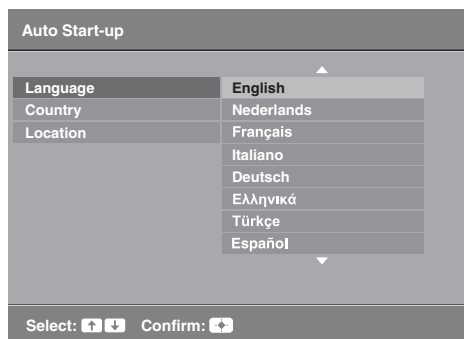 Auto Start-up
Language
Country
Location
English
Nederlands
Français
Italiano
Deutsch
Ελληνικά
Türkçe
Español
Select: Confirm: